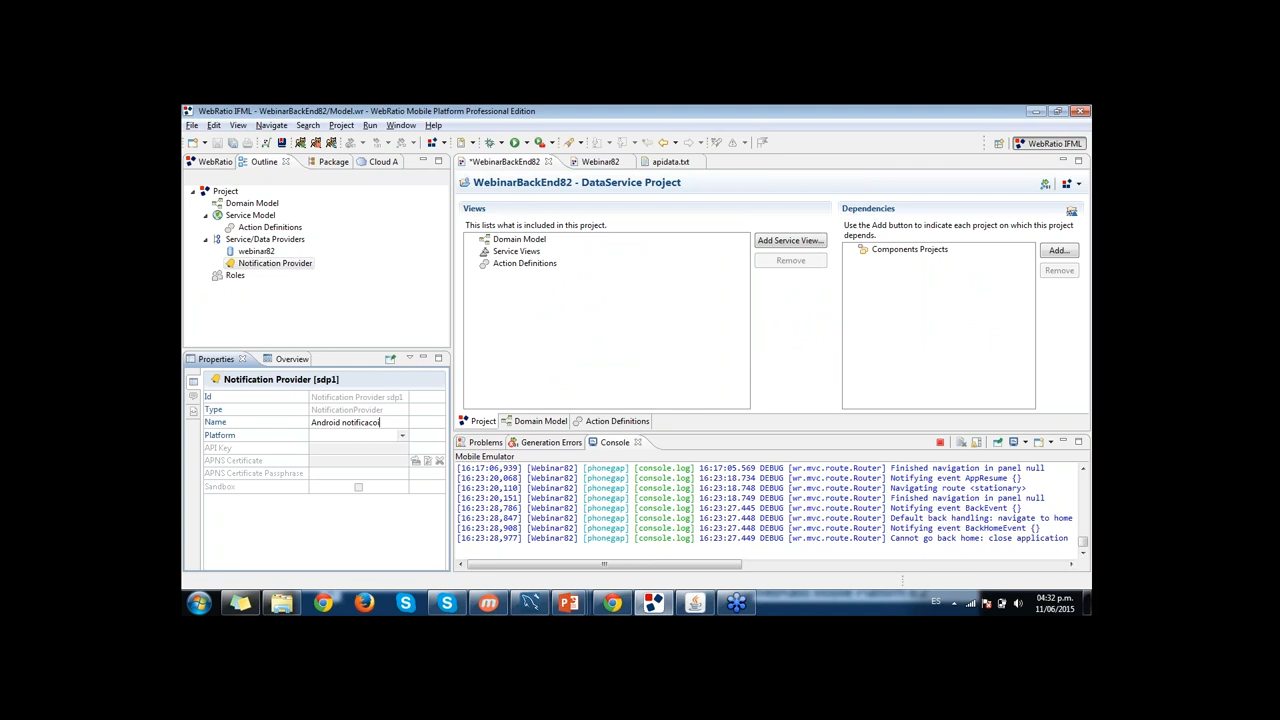 WebRatio IFML - WebinarBackEnd82/Model.wr - WebRatio Mobile Platform Professional Edition
File Edit View Navigate Search Project Run Window Help
WebRatio IFML
WebRatio Outline Package Cloud A
*WebinarBackEnd82 Webinar82 apidata.txt
WebinarBackEnd82 - DataService Project
Project
Domain Model
Service Model
Action Definitions
Service/Data Providers
webinar82
Notification Provider
Roles
Views
This lists what is included in this project.
Domain Model
Service Views
Action Definitions
Add Service View...
Remove
Dependencies
Use the Add button to indicate each project on which this project
depends.
Components Projects
Add...
Remove
Project Domain Model Action Definitions
Properties Overview
Notification Provider [sdp1]
Id Notification Provider sdp1
Type NotificationProvider
Name Android notificacoi
Platform
API Key
APNS Certificate
APNS Certificate Passphrase
Sandbox
Problems Generation Errors Console
Mobile Emulator
[16:17:06,939] [Webinar82] [phonegap] [console.log] 16:17:05.569 DEBUG [wr.mvc.route.Router] Finished navigation in panel null
[16:23:20,068] [Webinar82] [phonegap] [console.log] 16:23:18.734 DEBUG [wr.mvc.route.Router] Notifying event AppResume {}
[16:23:20,110] [Webinar82] [phonegap] [console.log] 16:23:18.748 DEBUG [wr.mvc.route.Router] Navigating route <stationary>
[16:23:20,151] [Webinar82] [phonegap] [console.log] 16:23:18.749 DEBUG [wr.mvc.route.Router] Finished navigation in panel null
[16:23:28,786] [Webinar82] [phonegap] [console.log] 16:23:27.445 DEBUG [wr.mvc.route.Router] Notifying event BackEvent {}
[16:23:28,847] [Webinar82] [phonegap] [console.log] 16:23:27.448 DEBUG [wr.mvc.route.Router] Default back handling: navigate to home
[16:23:28,908] [Webinar82] [phonegap] [console.log] 16:23:27.449 DEBUG [wr.mvc.route.Router] Notifying event BackHomeEvent {}
[16:23:28,977] [Webinar82] [phonegap] [console.log] 16:23:27.449 DEBUG [wr.mvc.route.Router] Cannot go back home: close application
ES
04:32 p.m.
11/06/2015